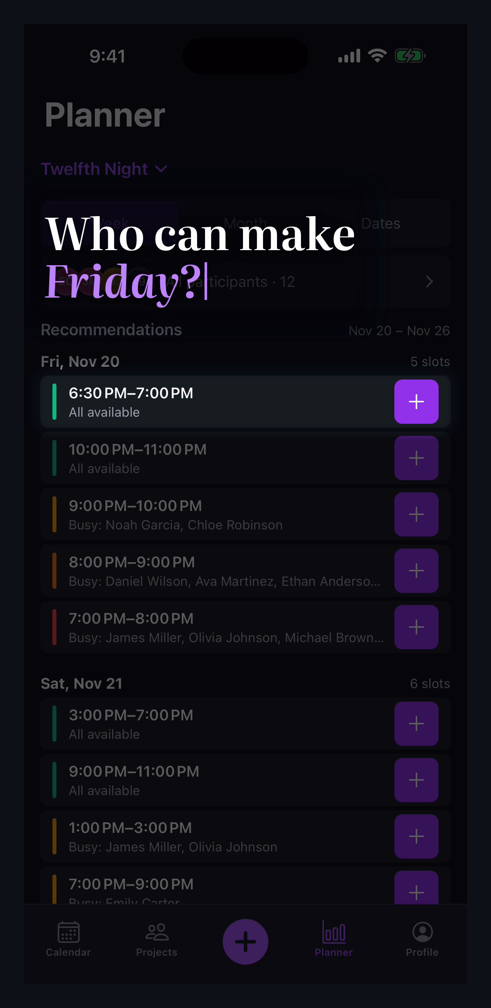 9:41
Planner
Twelfth Night
Week Month Dates
Who can make
Friday?
Participants · 12
Recommendations Nov 20 – Nov 26
Fri, Nov 20 5 slots
6:30 PM–7:00 PM
All available
10:00 PM–11:00 PM
All available
9:00 PM–10:00 PM
Busy: Noah Garcia, Chloe Robinson
8:00 PM–9:00 PM
Busy: Daniel Wilson, Ava Martinez, Ethan Anderso...
7:00 PM–8:00 PM
Busy: James Miller, Olivia Johnson, Michael Brown...
Sat, Nov 21 6 slots
3:00 PM–7:00 PM
All available
9:00 PM–11:00 PM
All available
1:00 PM–3:00 PM
Busy: James Miller, Olivia Johnson
7:00 PM–9:00 PM
Busy: Emily Carter
Calendar Projects Planner Profile